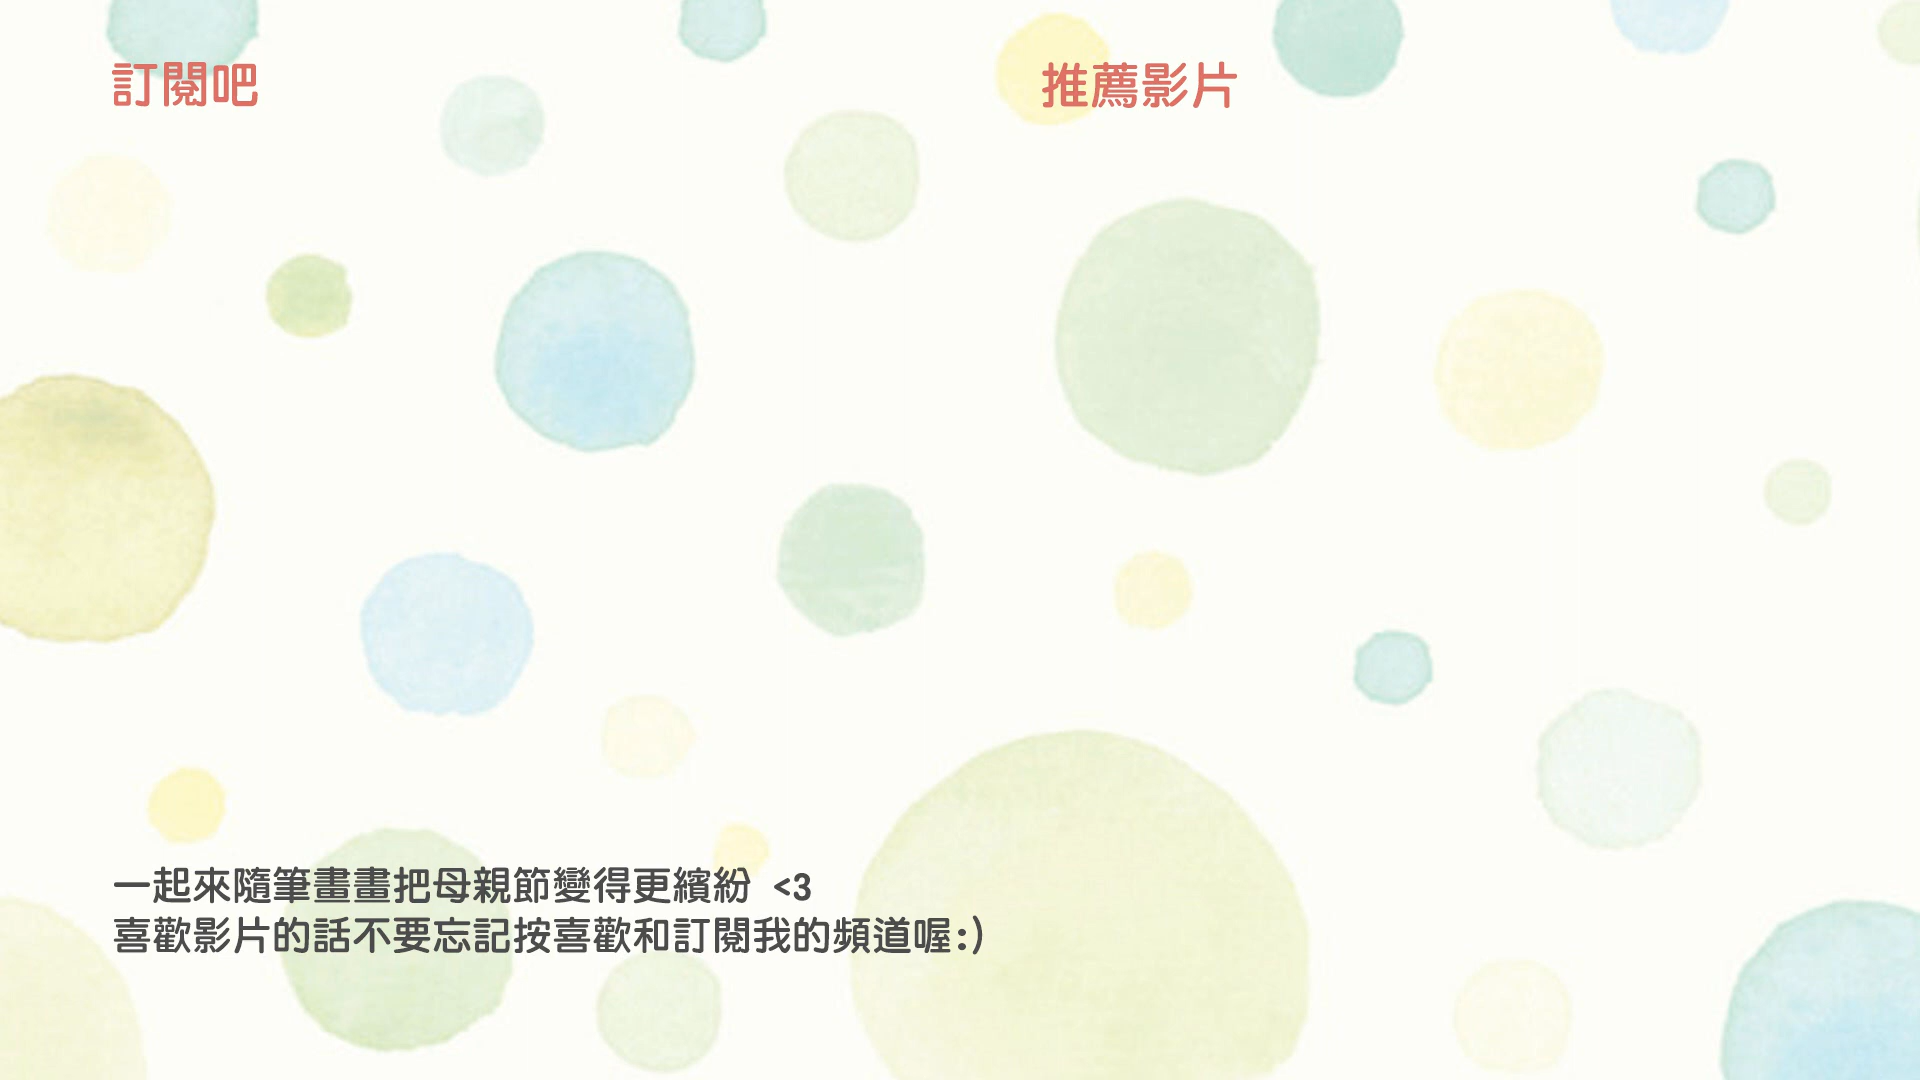 訂閱吧
推薦影片
一起來隨筆畫畫把母親節變得更繽紛 <3
喜歡影片的話不要忘記按喜歡和訂閱我的頻道喔:)